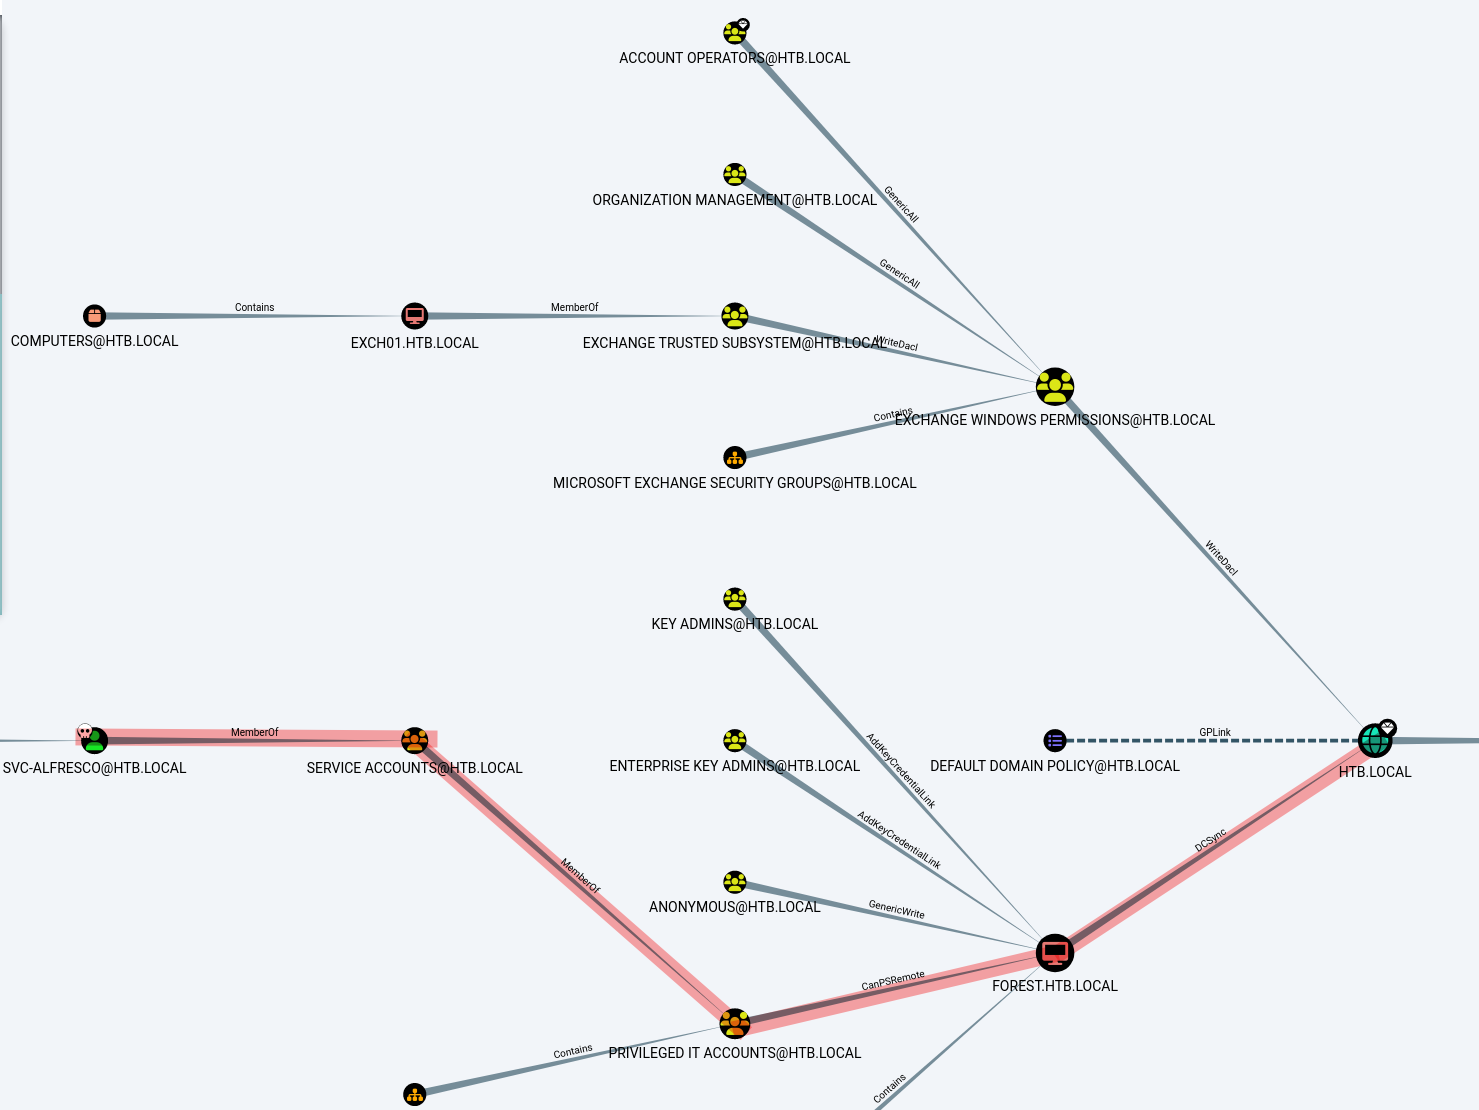 ACCOUNT OPERATORS@HTB.LOCAL
GenericAll
ORGANIZATION MANAGEMENT@HTB.LOCAL
GenericAll
Contains
MemberOf
COMPUTERS@HTB.LOCAL
EXCH01.HTB.LOCAL
EXCHANGE TRUSTED SUBSYSTEM@HTB.LOCAL
WriteDacl
Contains
EXCHANGE WINDOWS PERMISSIONS@HTB.LOCAL
MICROSOFT EXCHANGE SECURITY GROUPS@HTB.LOCAL
WriteDacl
KEY ADMINS@HTB.LOCAL
MemberOf
GPLink
SVC-ALFRESCO@HTB.LOCAL
SERVICE ACCOUNTS@HTB.LOCAL
ENTERPRISE KEY ADMINS@HTB.LOCAL
AddKeyCredentialLink
DEFAULT DOMAIN POLICY@HTB.LOCAL
HTB.LOCAL
AddKeyCredentialLink
DCSync
MemberOf
ANONYMOUS@HTB.LOCAL
GenericWrite
CanPSRemote
FOREST.HTB.LOCAL
Contains
PRIVILEGED IT ACCOUNTS@HTB.LOCAL
Contains